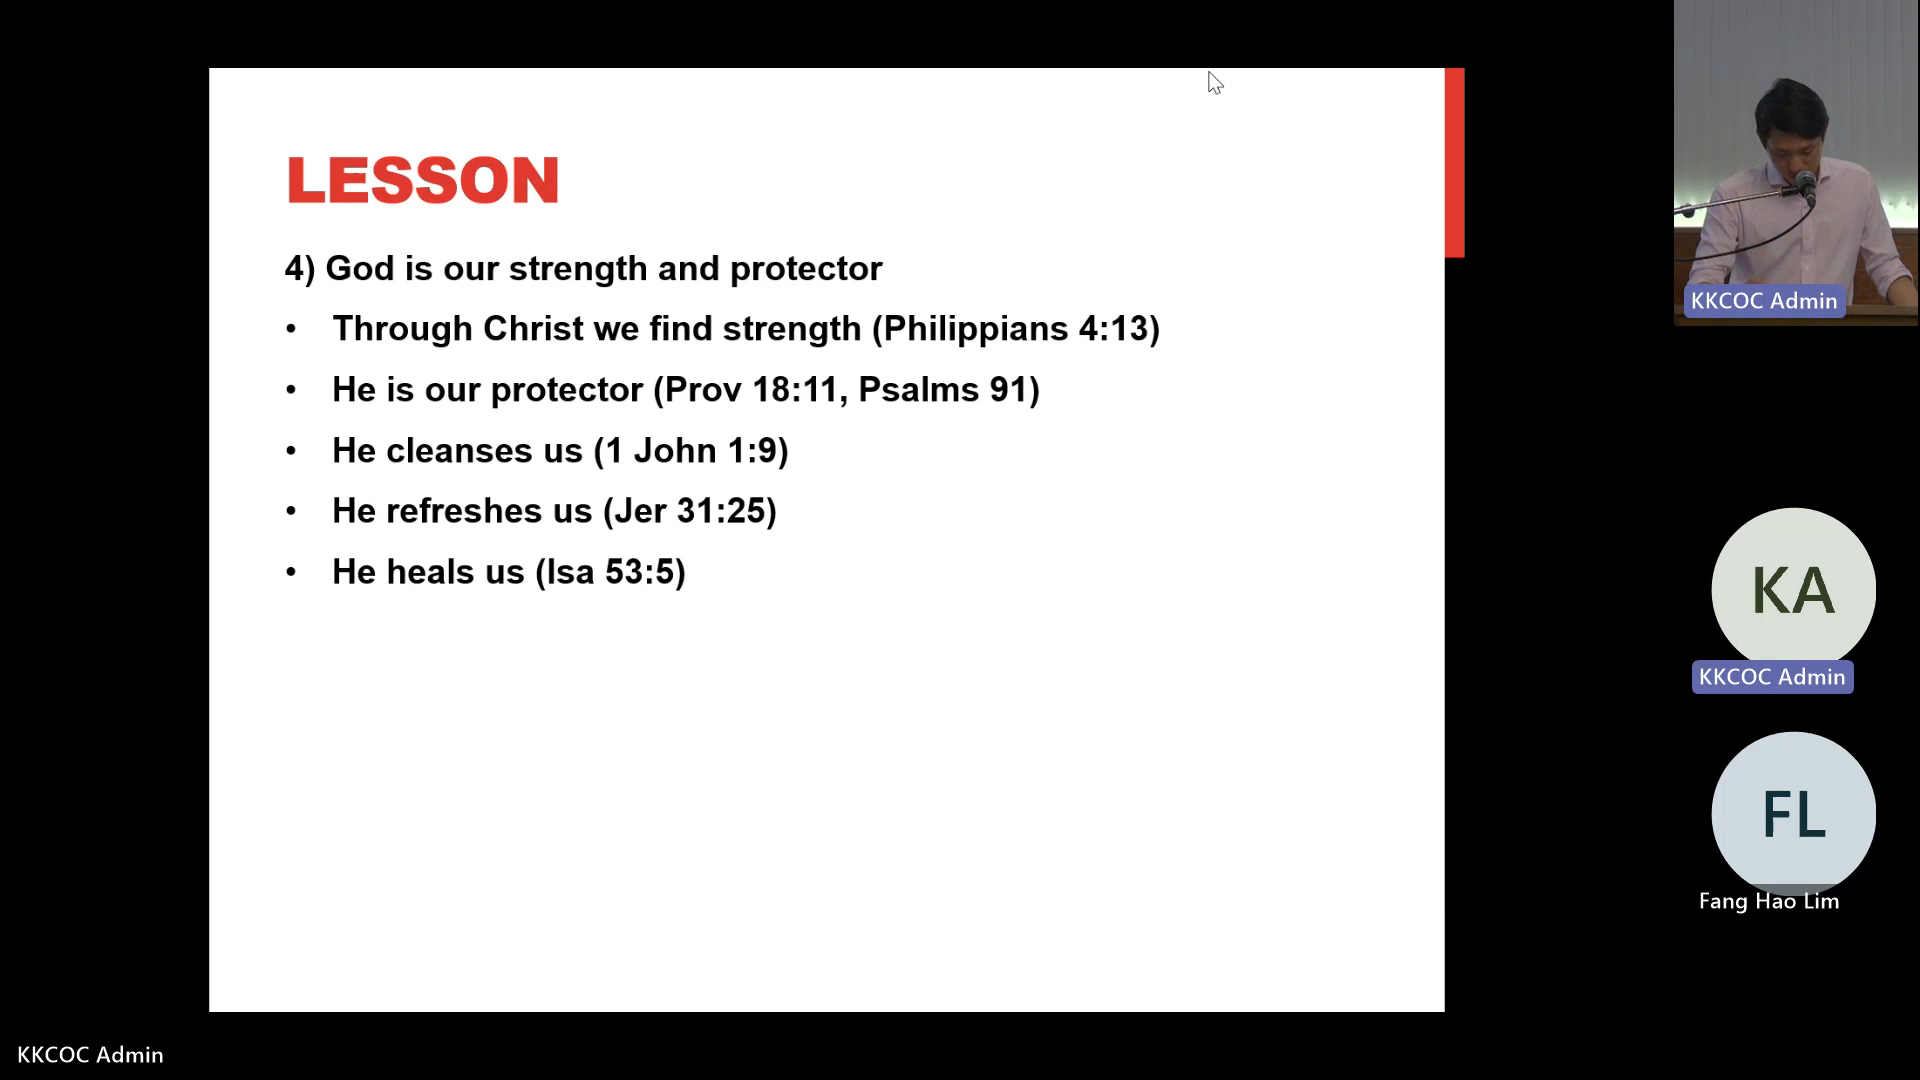 LESSON
4) God is our strength and protector
• Through Christ we find strength (Philippians 4:13)
• He is our protector (Prov 18:11, Psalms 91)
• He cleanses us (1 John 1:9)
• He refreshes us (Jer 31:25)
• He heals us (Isa 53:5)
KKCOC Admin
KA
KKCOC Admin
FL
Fang Hao Lim
KKCOC Admin